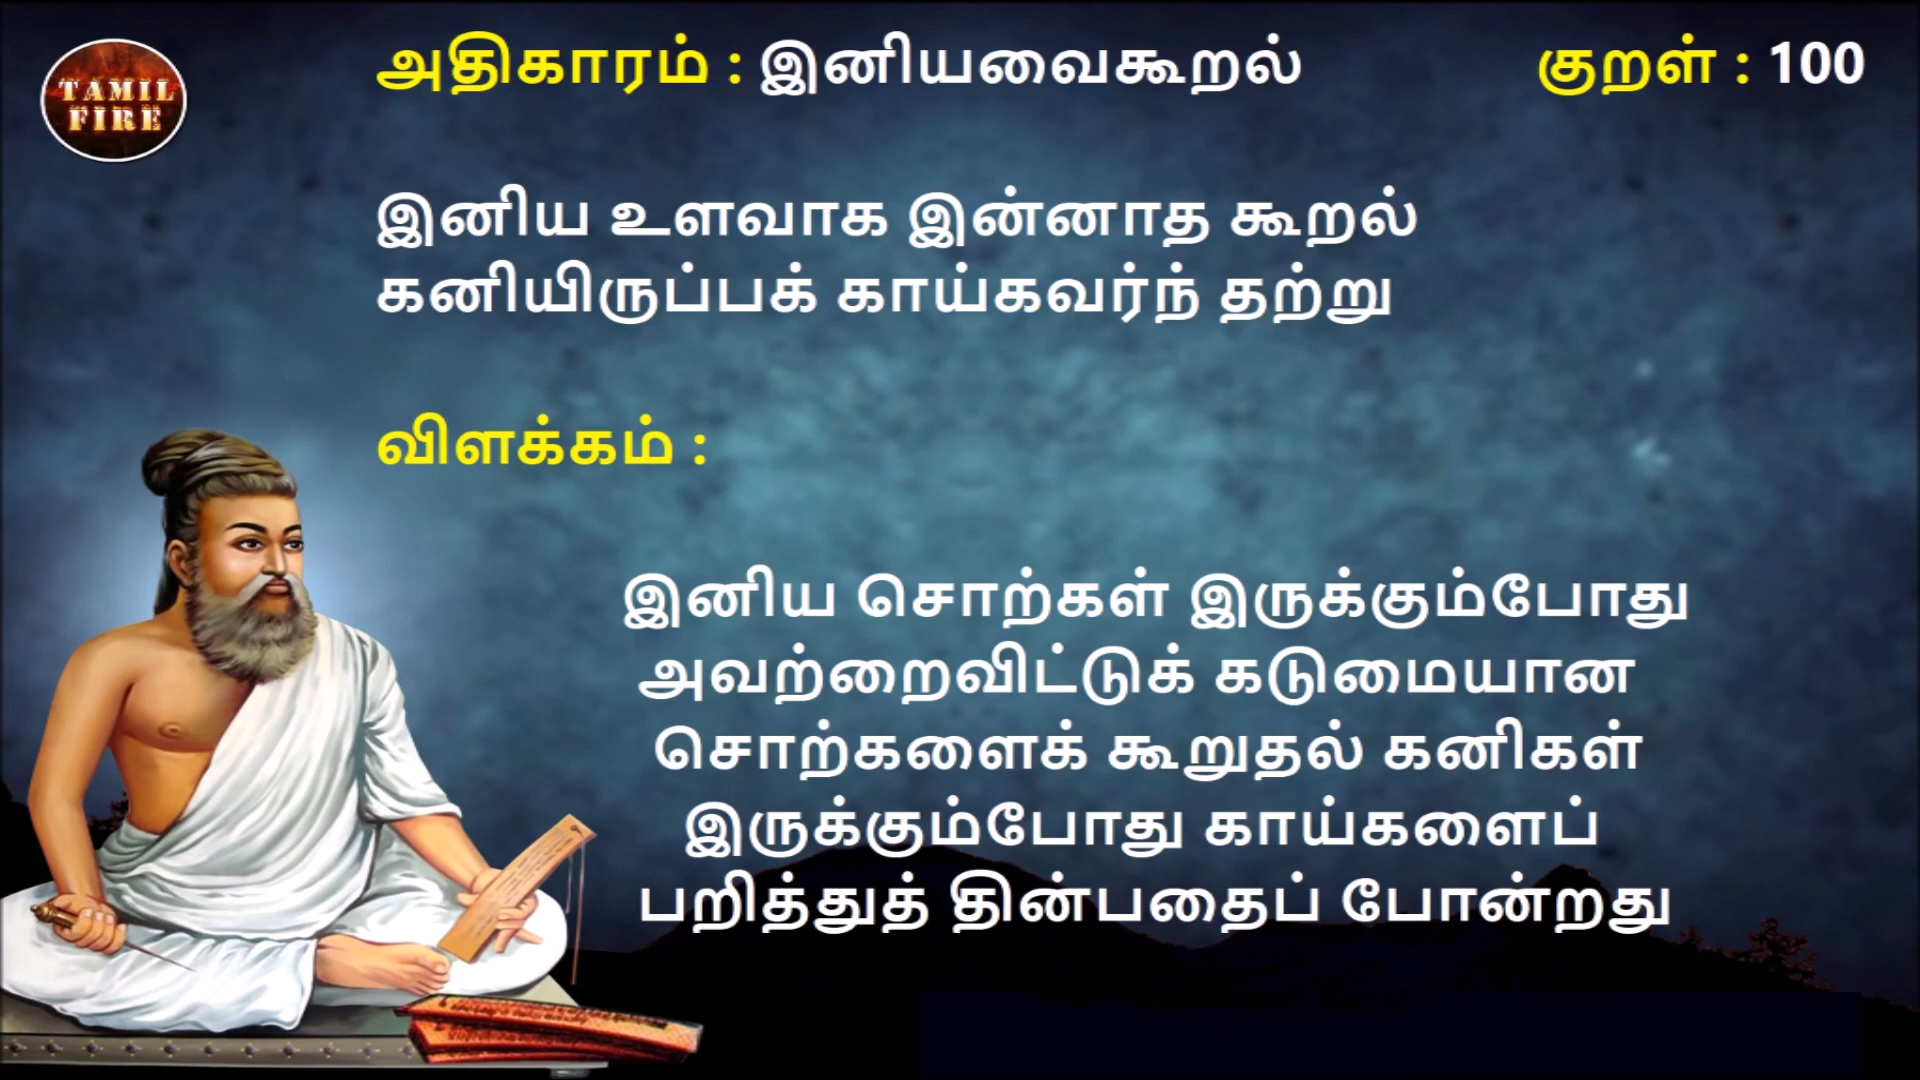 TAMIL
FIRE
அதிகாரம் : இனியவைகூறல்
குறள் : 100
இனிய உளவாக இன்னாத கூறல்
கனியிருப்பக் காய்கவர்ந் தற்று
விளக்கம் :
இனிய சொற்கள் இருக்கும்போது
அவற்றைவிட்டுக் கடுமையான
சொற்களைக் கூறுதல் கனிகள்
இருக்கும்போது காய்களைப்
பறித்துத் தின்பதைப் போன்றது